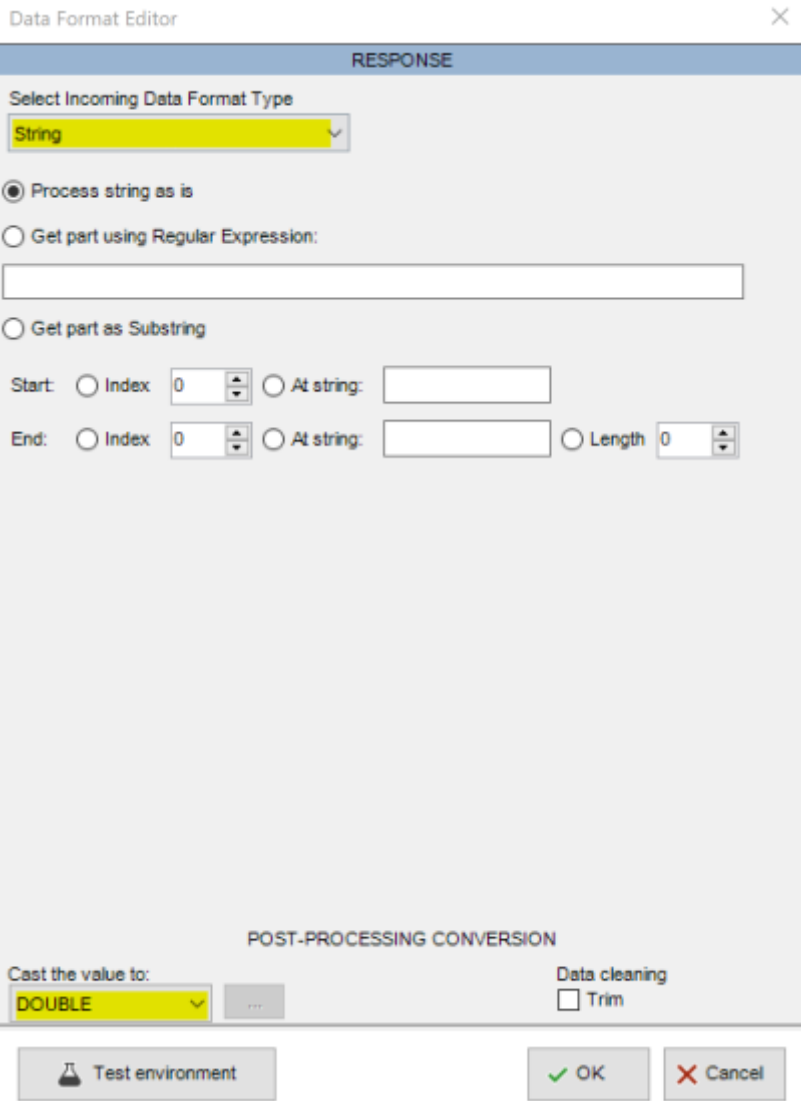 Data Format Editor
RESPONSE
Select Incoming Data Format Type
String
Process string as is
Get part using Regular Expression:
Get part as Substring
Start: Index 0 At string:
End: Index 0 At string: Length 0
POST-PROCESSING CONVERSION
Cast the value to: Data cleaning
DOUBLE ... Trim
Test environment OK Cancel